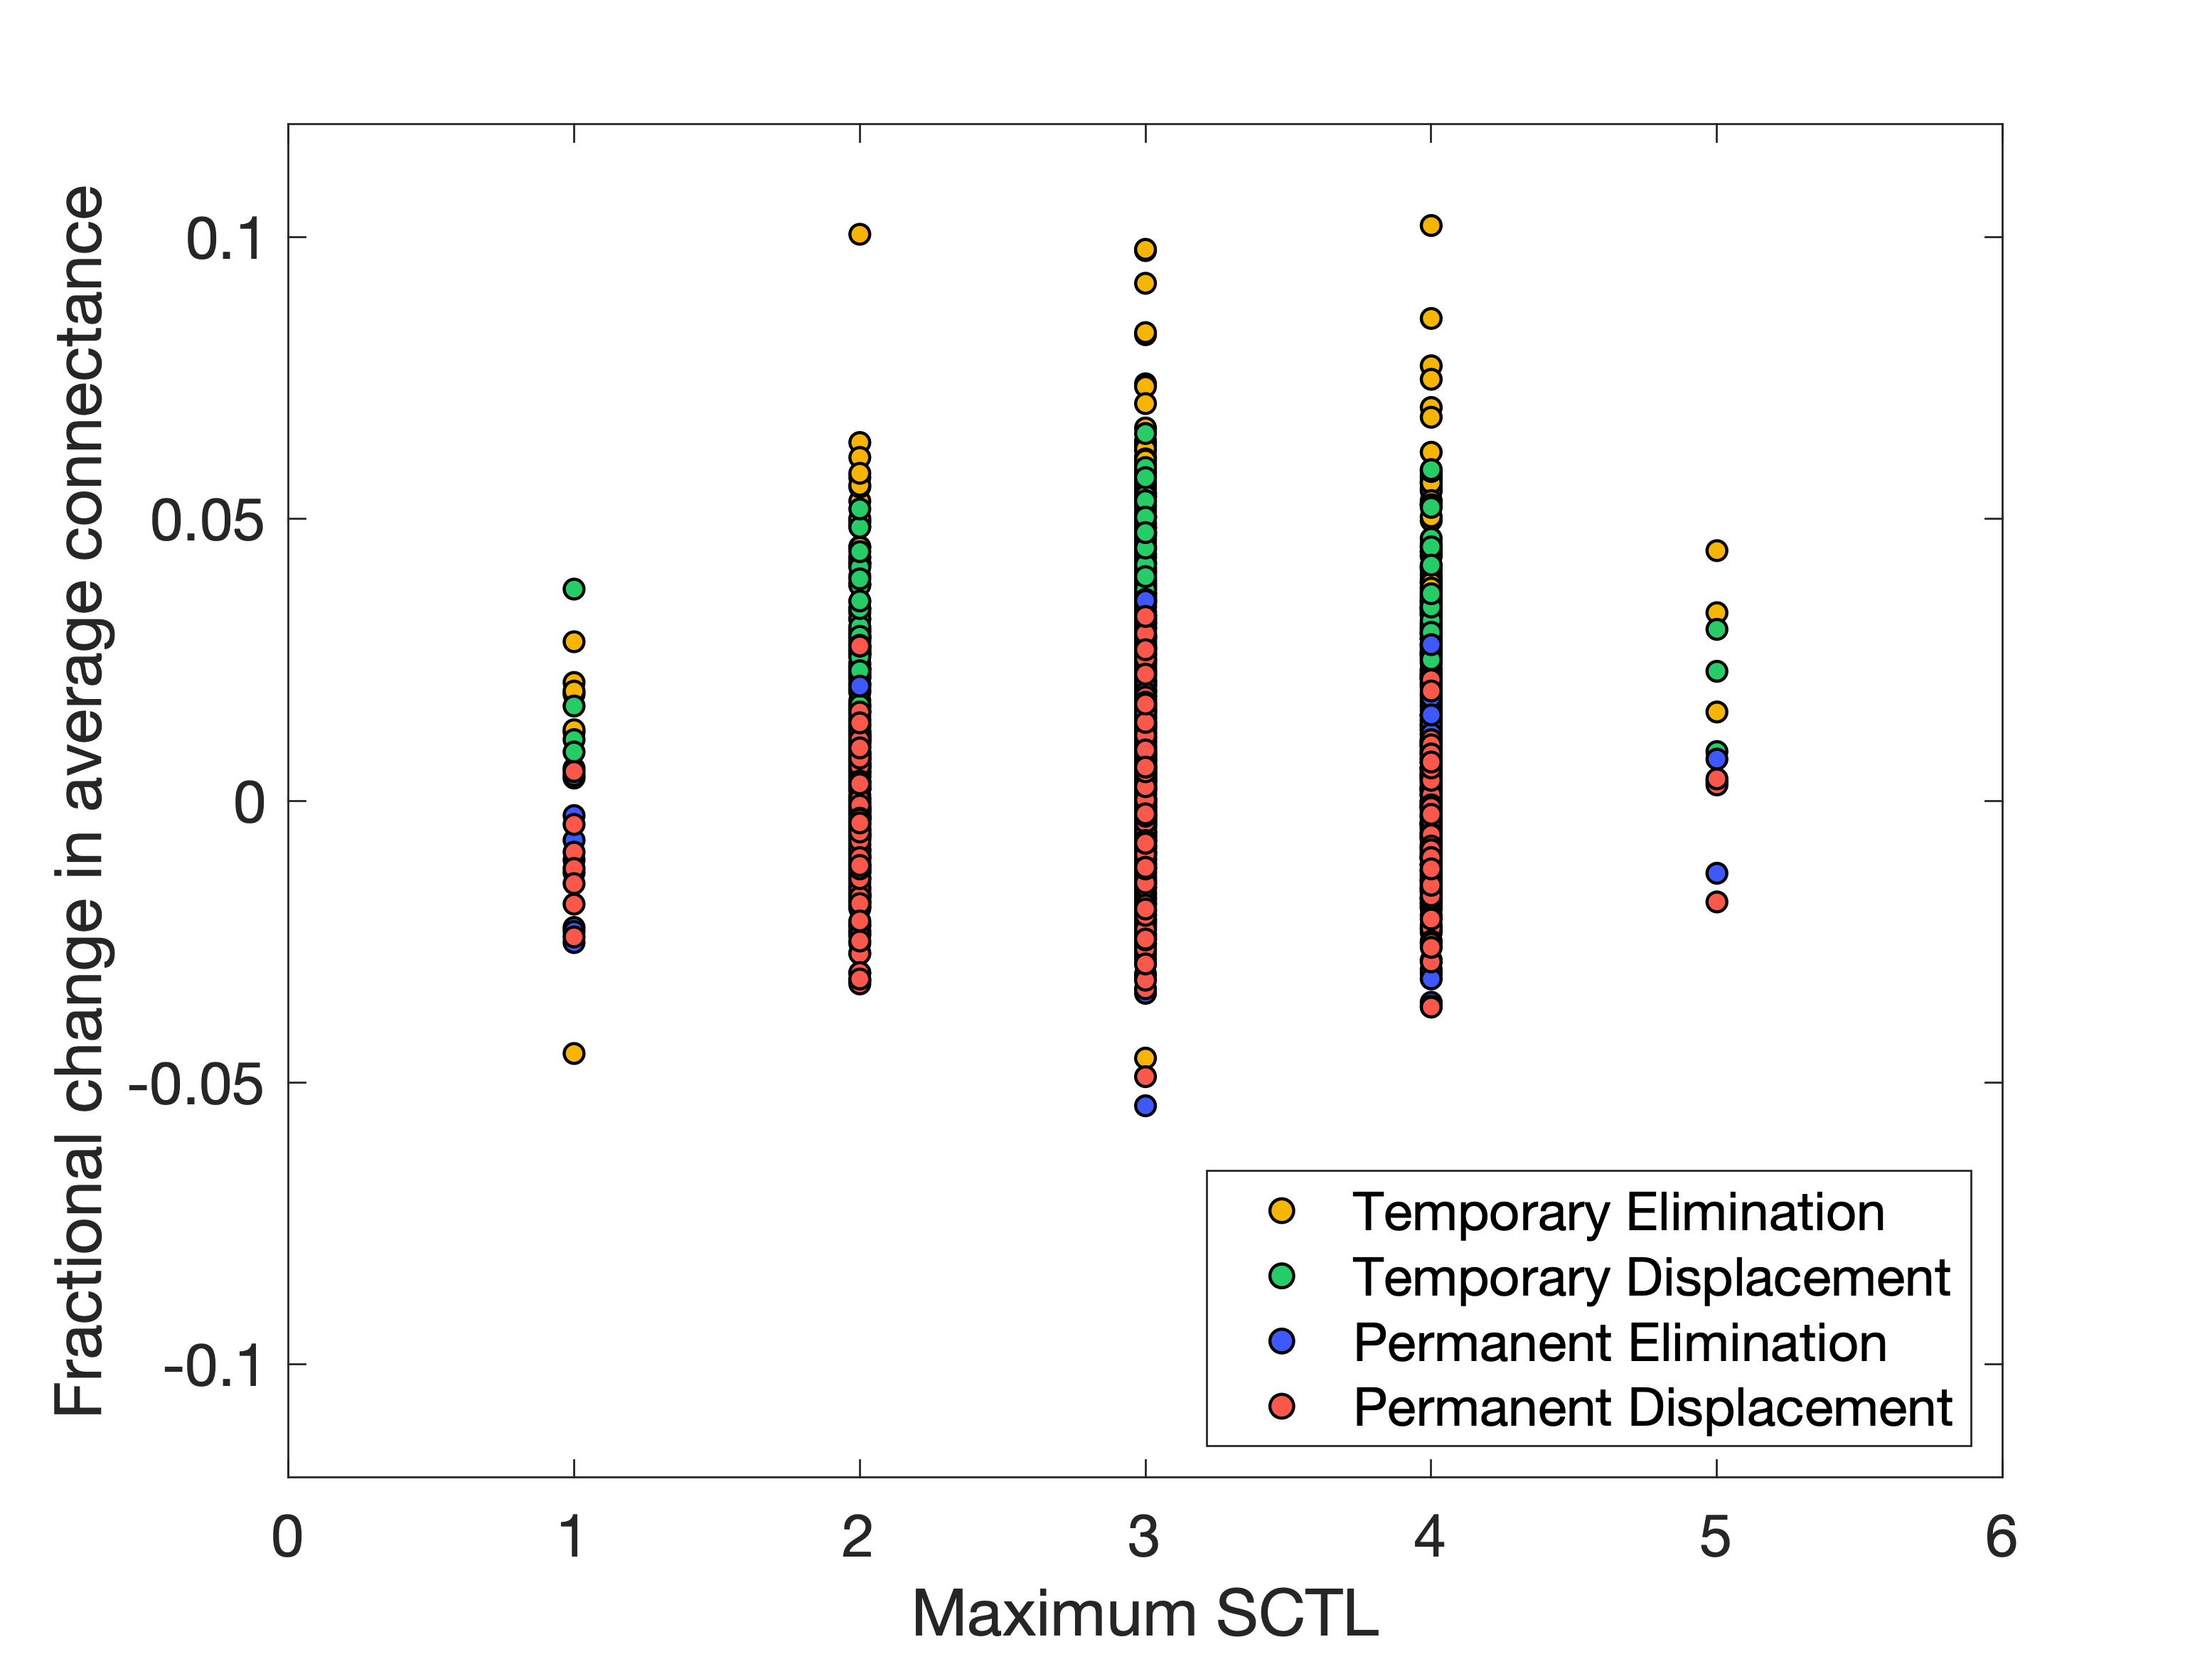 Fractional change in average connectance
0.1
0.05
0
-0.05
-0.1
Temporary Elimination
Temporary Displacement
Permanent Elimination
Permanent Displacement
0 1 2 3 4 5 6
Maximum SCTL